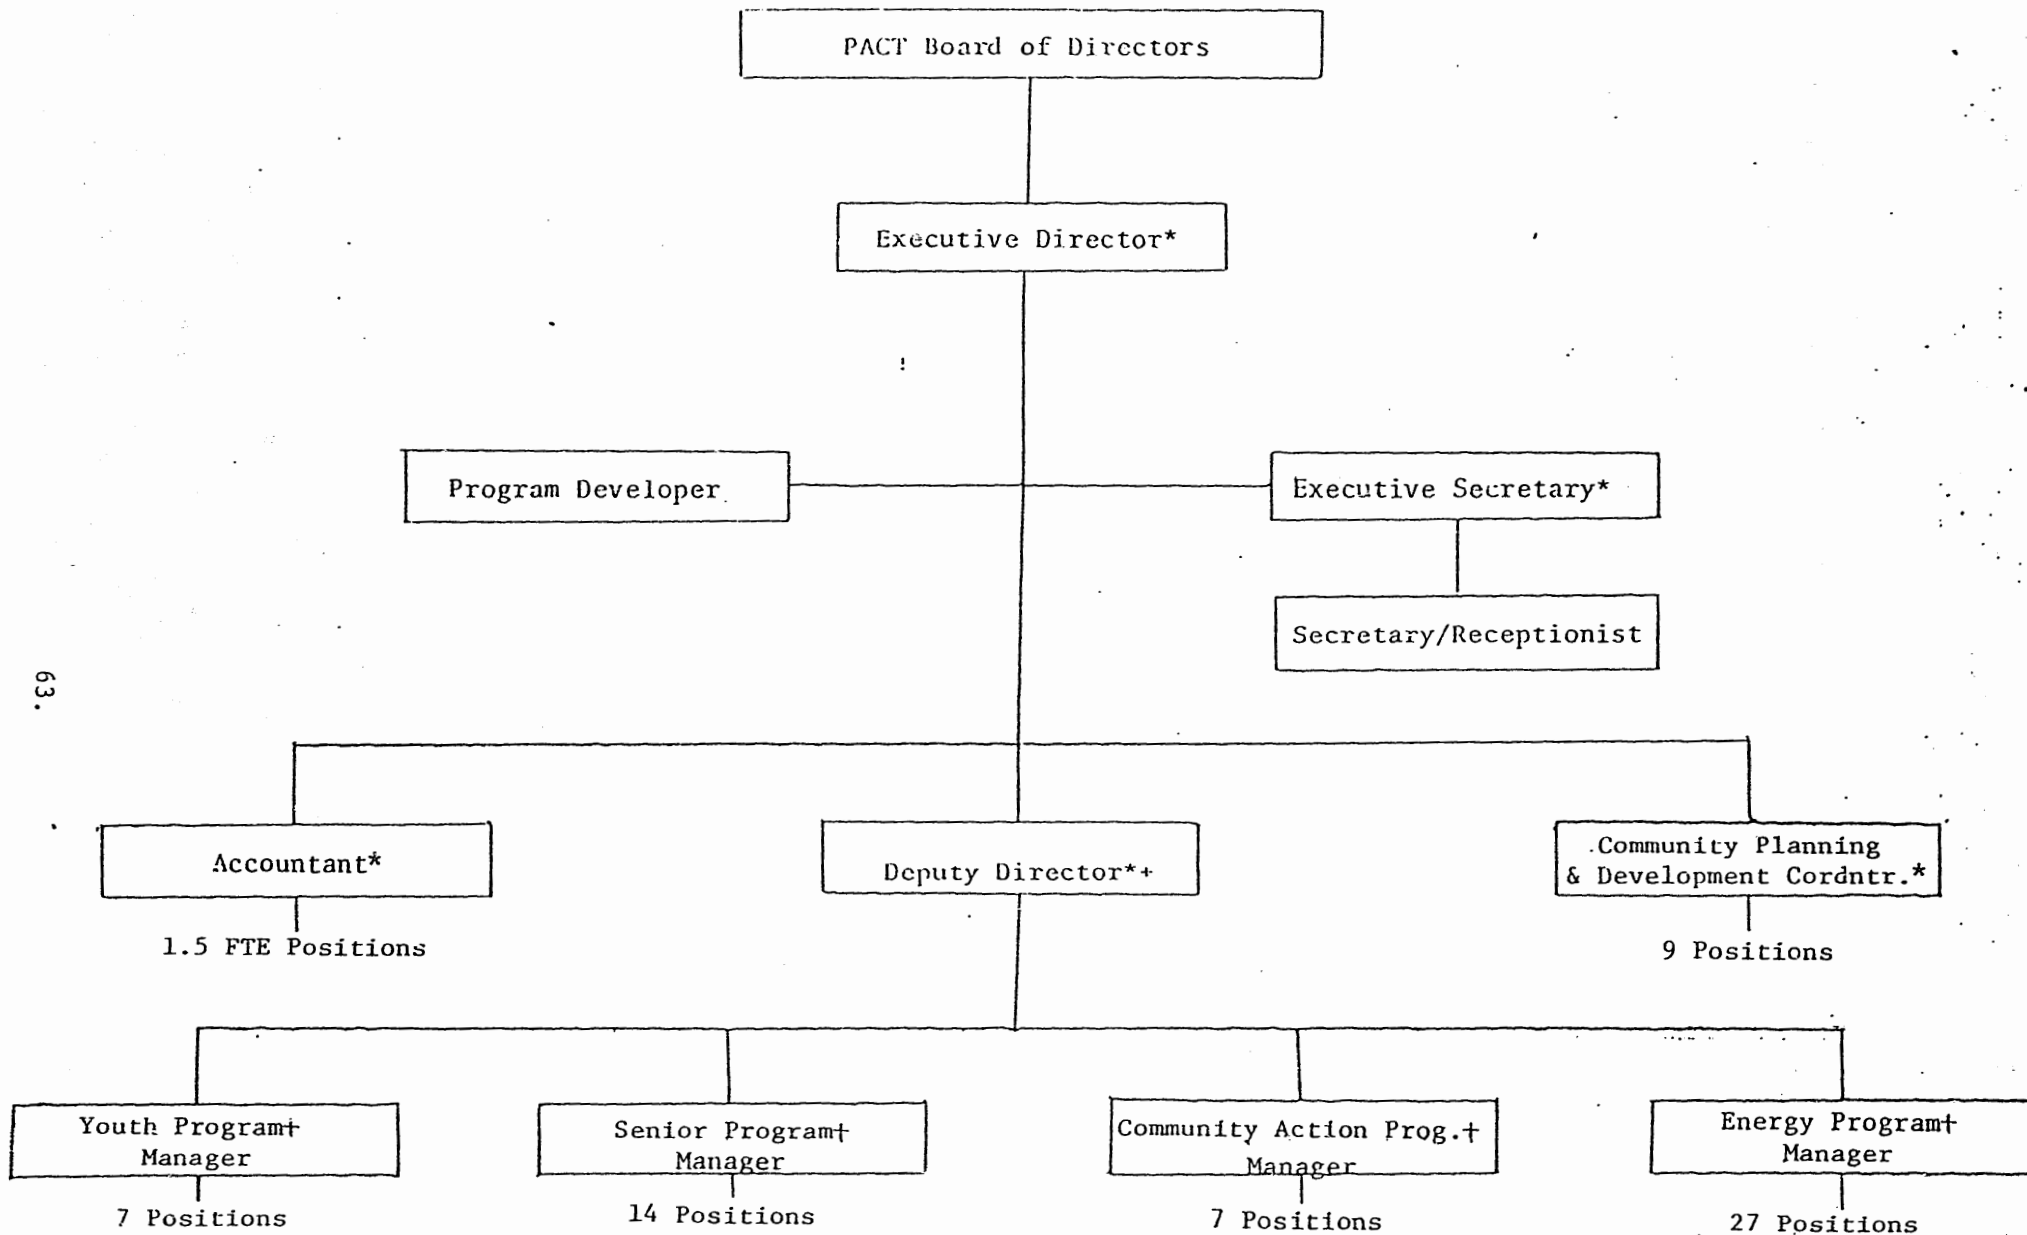 PACT Board of Directors
Executive Director*
Program Developer
Executive Secretary*
Secretary/Receptionist
63.
Accountant*
Deputy Director*+
Community Planning
& Development Cordntr.*
1.5 FTE Positions
9 Positions
Youth Program+
Manager
Senior Program+
Manager
Community Action Prog.+
Manager
Energy Program+
Manager
7 Positions
14 Positions
7 Positions
27 Positions